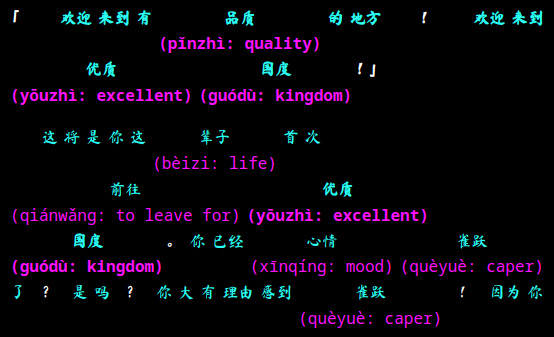 「 欢迎 来到 有 品质 的 地方 ! 欢迎 来到
(pǐnzhì: quality)
优质 国度 !」
(yōuzhì: excellent) (guódù: kingdom)
这 将 是 你 这 辈子 首 次
(bèizi: life)
前往 优质
(qiánwǎng: to leave for) (yōuzhì: excellent)
国度 。 你 已经 心情 雀跃
(guódù: kingdom) (xīnqíng: mood) (quèyuè: caper)
了 ? 是 吗 ? 你 大 有 理由 感到 雀跃 ! 因为 你
(quèyuè: caper)